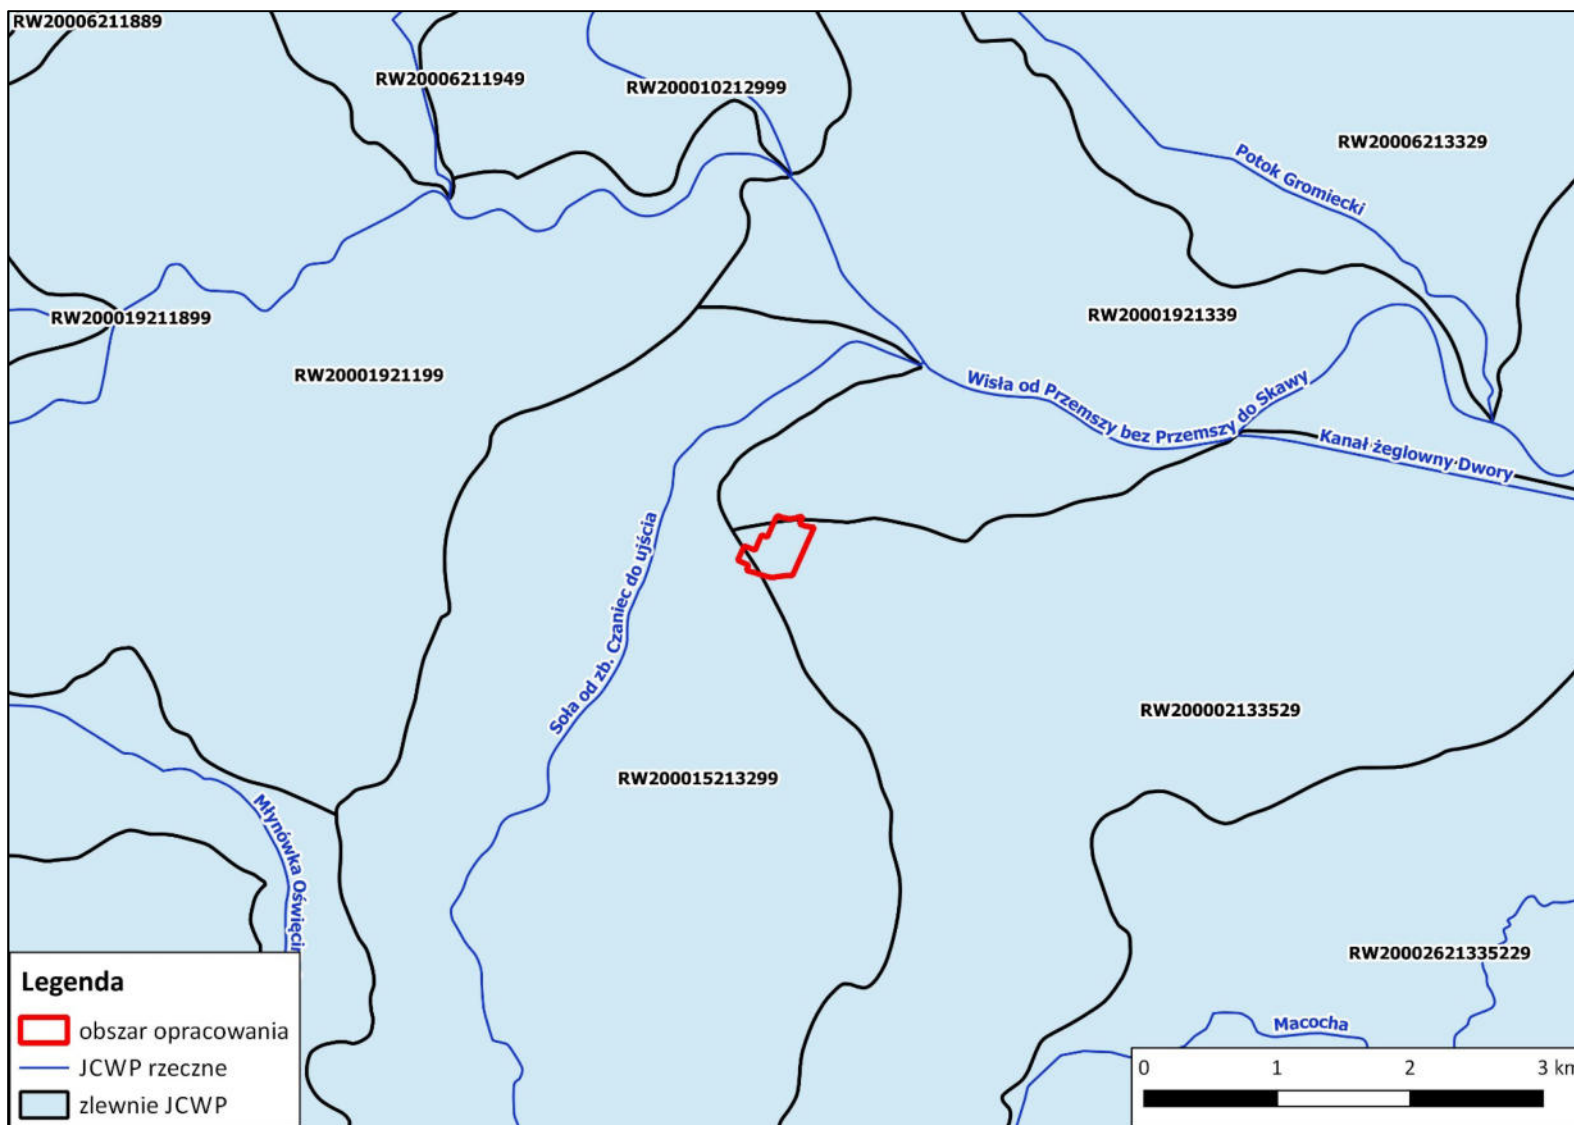 RW20006211889
RW20006211949
RW200010212999
RW20006213329
Potok Gromiecki
RW200019211899
RW20001921339
RW20001921199
Wisła od Przemszy bez Przemszy do Skawy
Kanał żeglowny Dwory
Soła od zb. Czaniec do ujścia
RW200002133529
RW200015213299
Młynówka Oświęcim
RW20002621335229
Macocha
Legenda
obszar opracowania
JCWP rzeczne
zlewnie JCWP
0 1 2 3 km